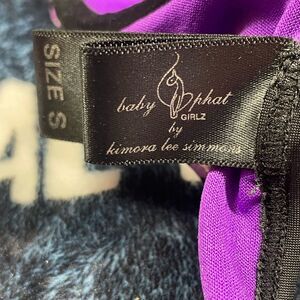 SIZE S
baby phat
GIRLZ
by
kimora lee simmons